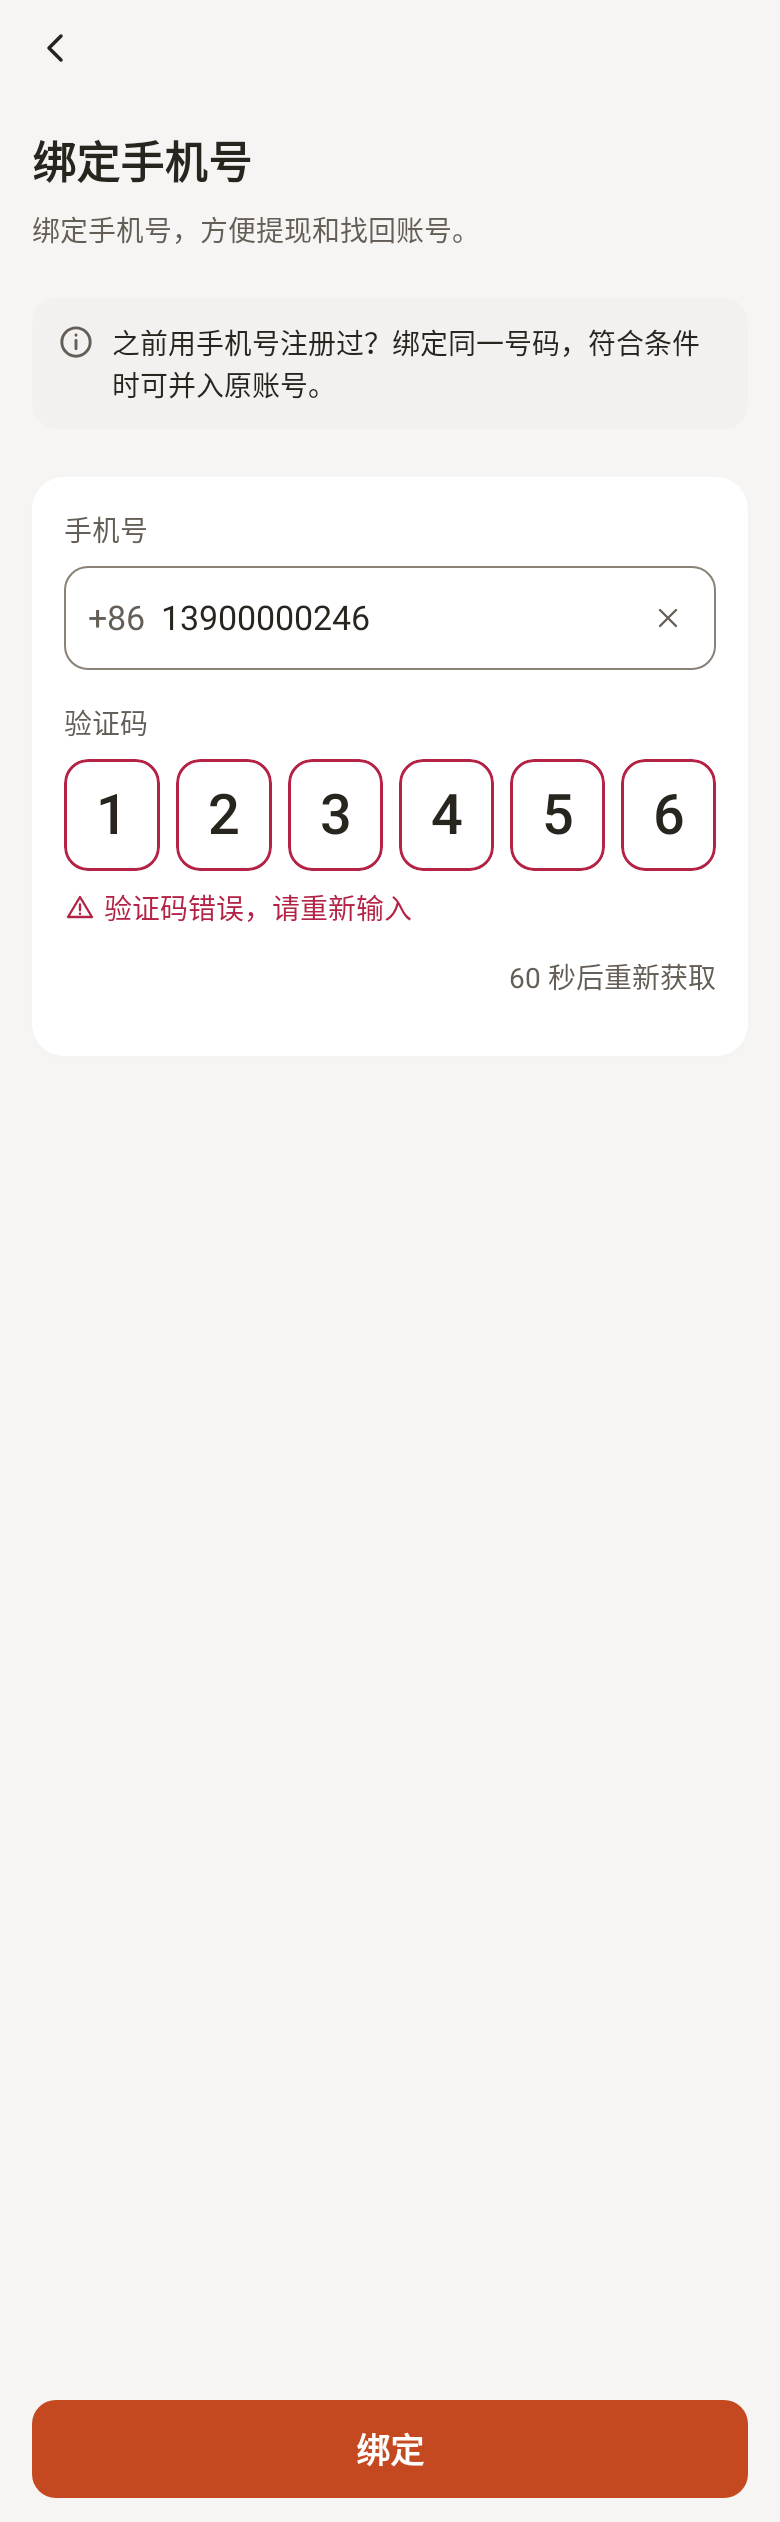 绑定手机号
绑定手机号，方便提现和找回账号。
之前用手机号注册过？绑定同一号码，符合条件
时可并入原账号。
手机号
+86 13900000246
验证码
1 2 3 4 5 6
验证码错误，请重新输入
60 秒后重新获取
绑定